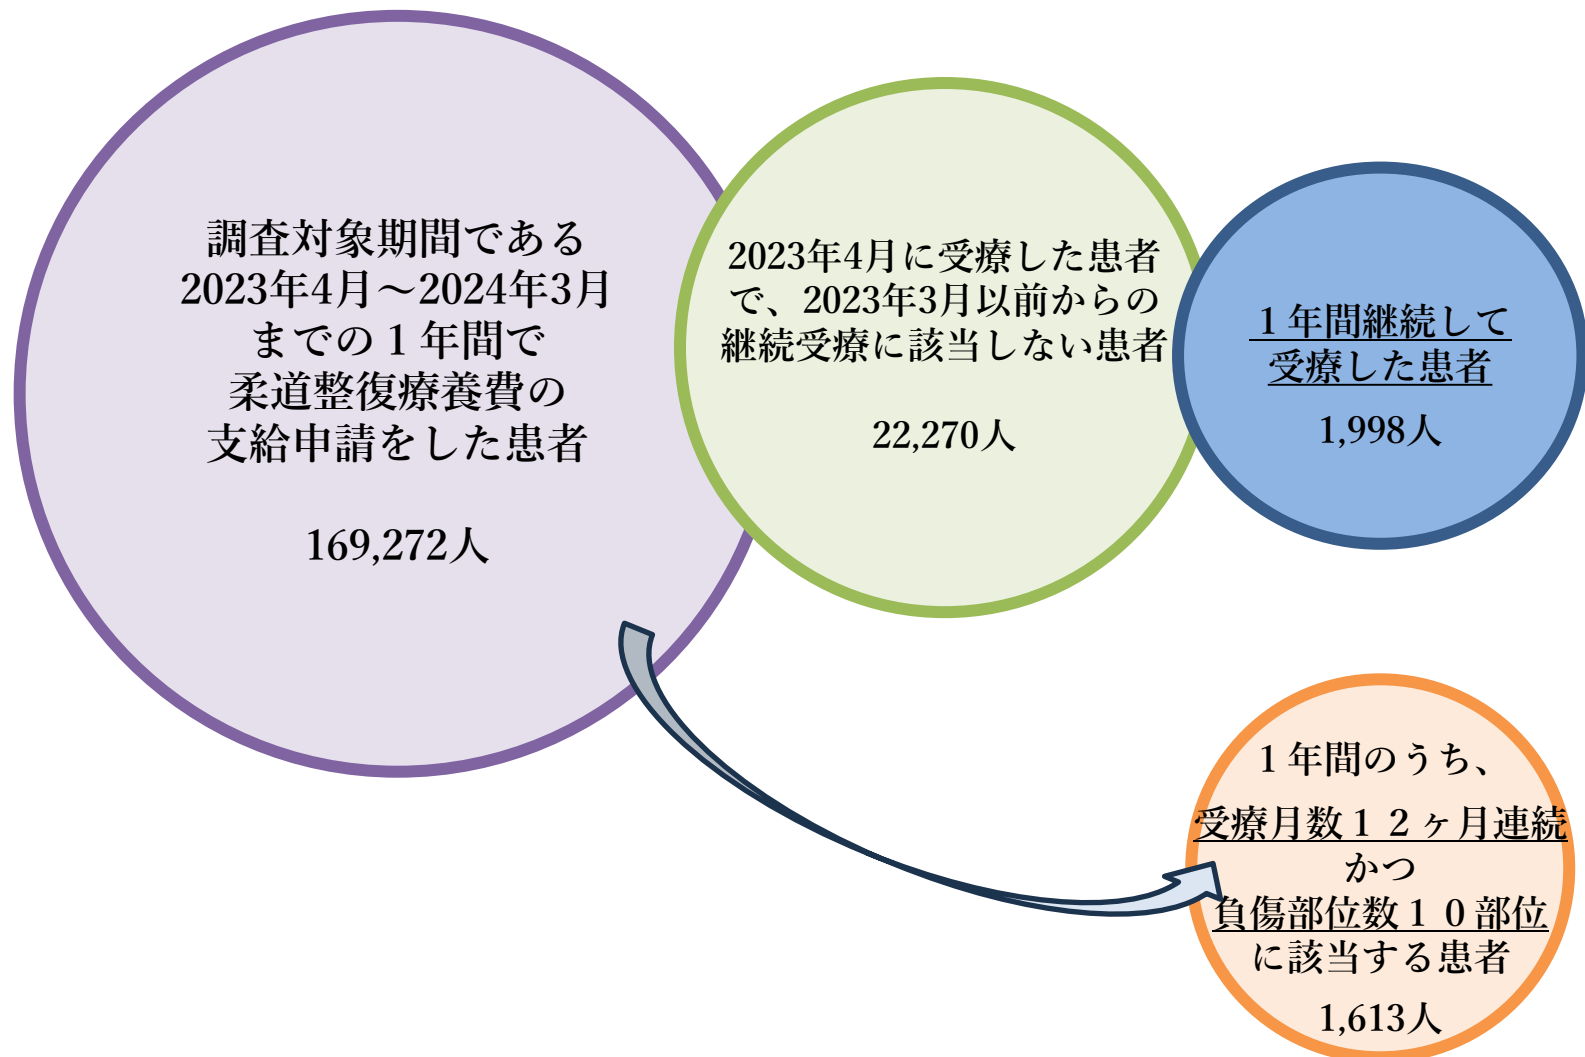 調査対象期間である
2023年4月～2024年3月
までの１年間で
柔道整復療養費の
支給申請をした患者
169,272人
2023年4月に受療した患者
で、2023年3月以前からの
継続受療に該当しない患者
22,270人
１年間継続して
受療した患者
1,998人
１年間のうち、
受療月数１２ヶ月連続
かつ
負傷部位数１０部位
に該当する患者
1,613人